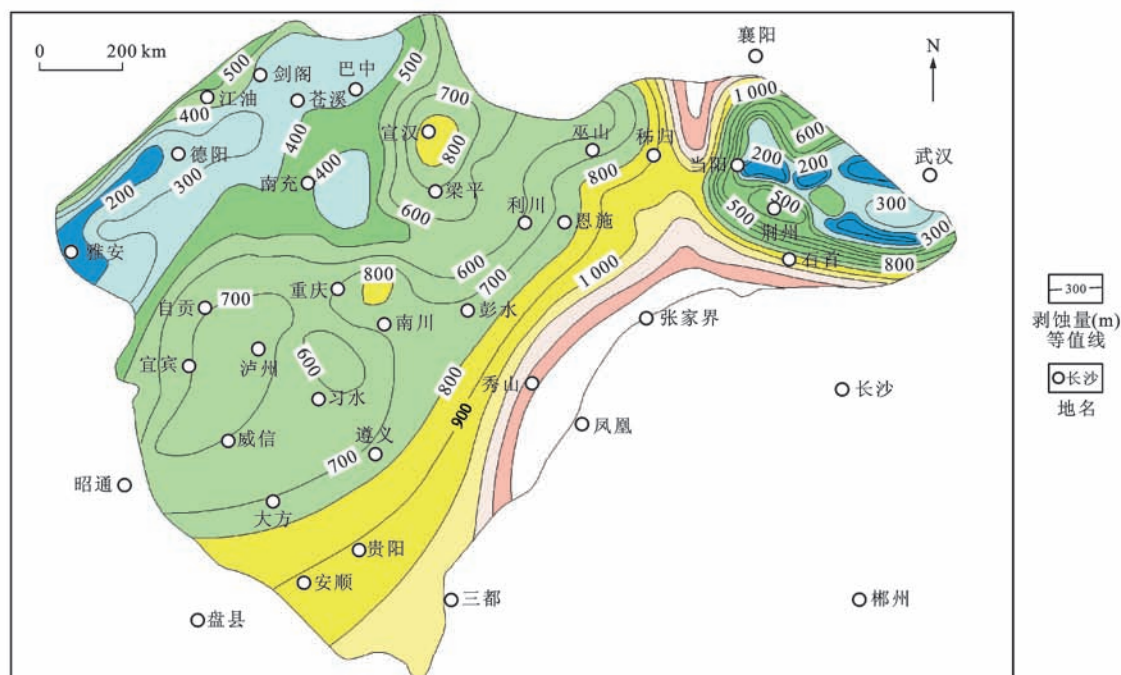 0 200 km
襄阳
N
500
剑阁
巴中
500
700
1 000
江油
400
苍溪
400
宣汉
800
巫山
秭归
600
德阳
当阳
200
200
武汉
200
300
南充
400
梁平
800
500
500
300
600
利川
恩施
荆州
300
雅安
石首
800
600
1 000
700
重庆
800
700
自贡
南川
彭水
张家界
宜宾
泸州
600
800
秀山
长沙
习水
900
凤凰
威信
遵义
700
昭通
大方
贵阳
安顺
三都
郴州
盘县
300
剥蚀量(m)
等值线
长沙
地名